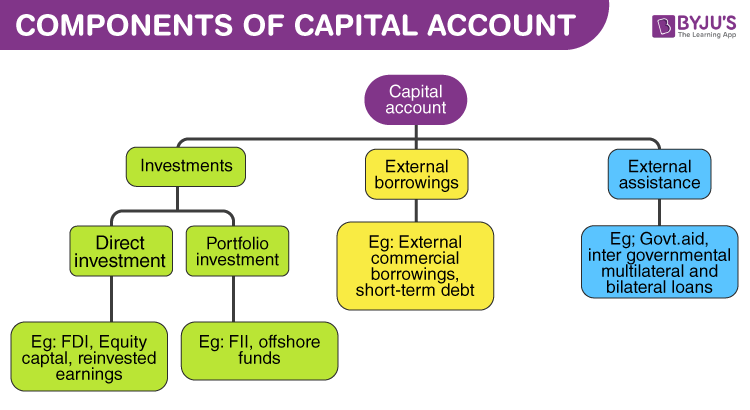 COMPONENTS OF CAPITAL ACCOUNT
BYJU'S
The Learning App
Capital
account
Investments
External
borrowings
External
assistance
Direct
investment
Portfolio
investment
Eg: External
commercial
borrowings,
short-term debt
Eg; Govt.aid,
inter governmental
multilateral and
bilateral loans
Eg: FDI, Equity
captal, reinvested
earnings
Eg: FII, offshore
funds